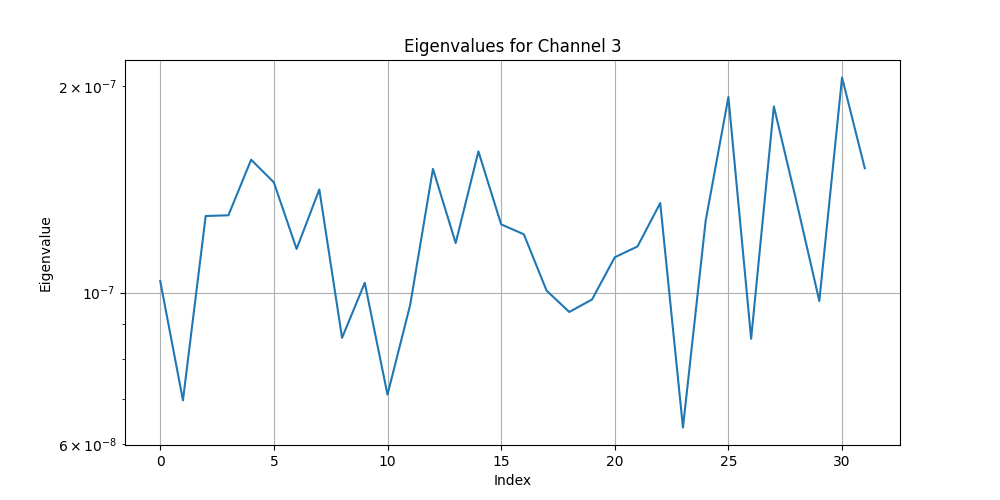 Eigenvalues for Channel 3
Eigenvalue
2 × 10⁻⁷
10⁻⁷
6 × 10⁻⁸
0 5 10 15 20 25 30
Index